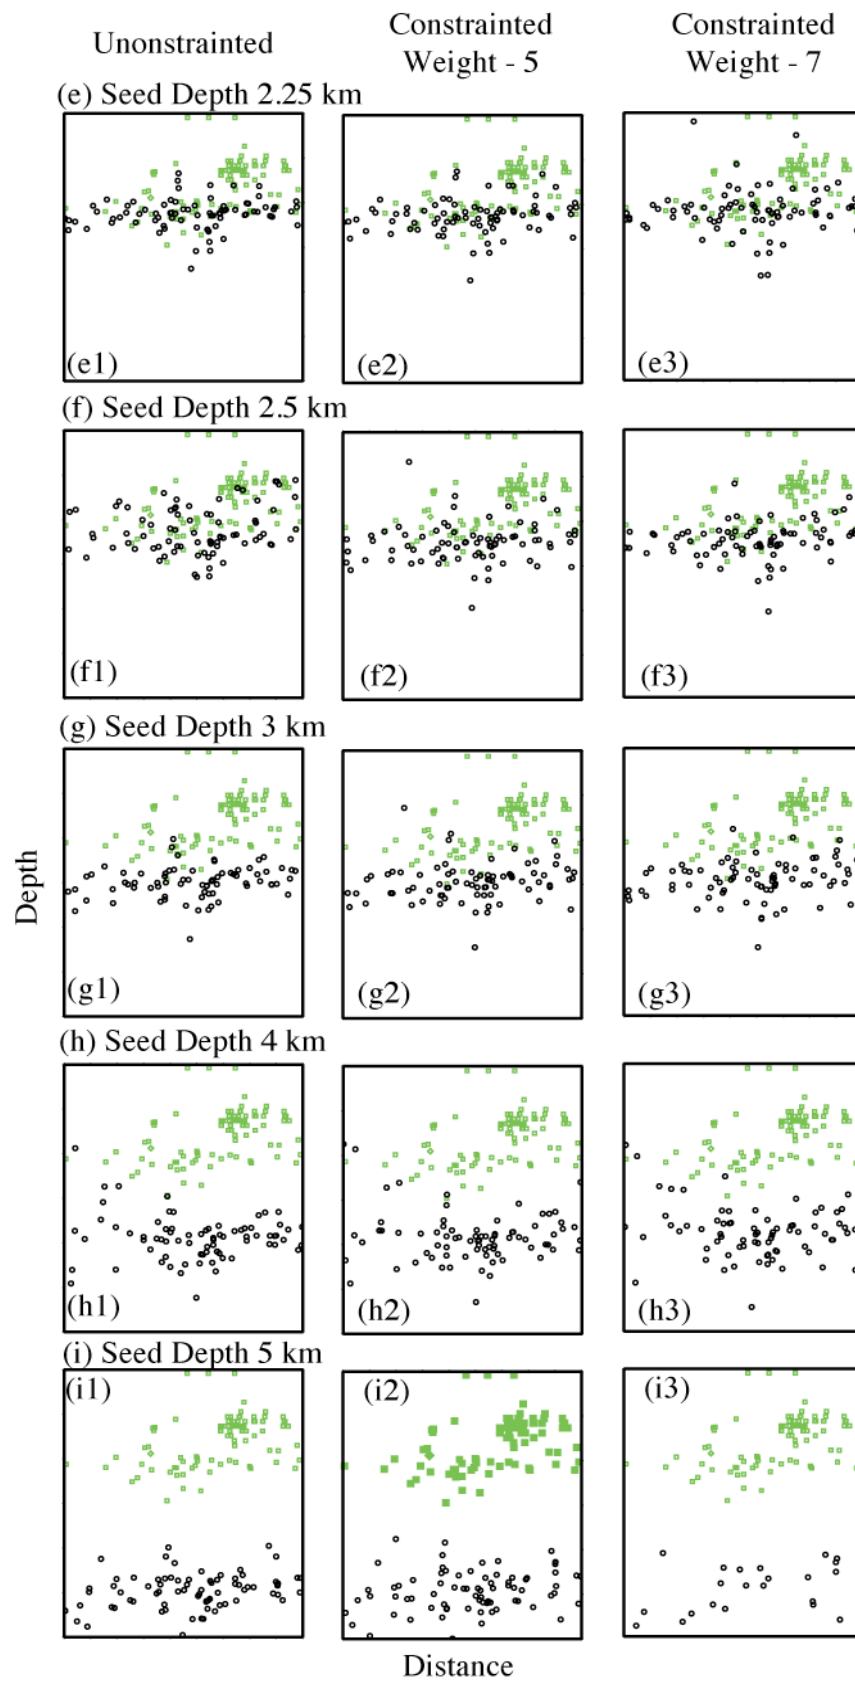 Unonstrainted
Constrainted
Weight - 5
Constrainted
Weight - 7
(e) Seed Depth 2.25 km
(e1)
(e2)
(e3)
(f) Seed Depth 2.5 km
(f1)
(f2)
(f3)
(g) Seed Depth 3 km
(g1)
(g2)
(g3)
Depth
(h) Seed Depth 4 km
(h1)
(h2)
(h3)
(i) Seed Depth 5 km
(i1)
(i2)
(i3)
Distance